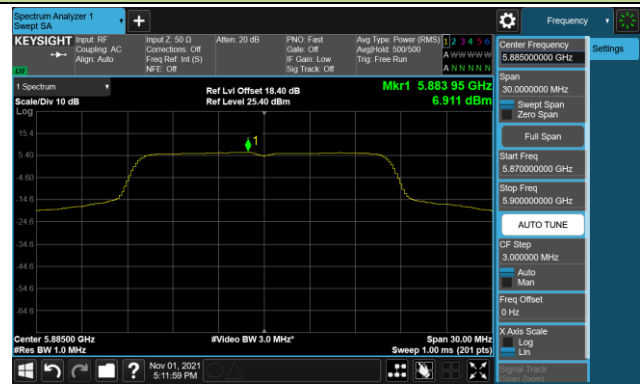 Spectrum Analyzer 1
Swept SA
+
Frequency
KEYSIGHT
Input: RF
Coupling: AC
Align: Auto
Input Z: 50 Ω
Corrections: Off
Freq Ref: Int (S)
NFE: Off
Atten: 20 dB
PNO: Fast
Gate: Off
IF Gain: Low
Sig Track: Off
Avg Type: Power (RMS)
Avg|Hold: 500/500
Trig: Free Run
1 2 3 4 5 6
A W W W W W
A N N N N N
1 Spectrum
Scale/Div 10 dB
Ref Lvl Offset 18.40 dB
Ref Level 25.40 dBm
Mkr1 5.883 95 GHz
6.911 dBm
Log
15.4
5.40
-4.60
-14.6
-24.6
-34.6
-44.6
-54.6
-64.6
1
Center 5.88500 GHz
#Res BW 1.0 MHz
#Video BW 3.0 MHz*
Span 30.00 MHz
Sweep 1.00 ms (201 pts)
Center Frequency
5.885000000 GHz
Settings
Span
30.0000000 MHz
Swept Span
Zero Span
Full Span
Start Freq
5.870000000 GHz
Stop Freq
5.900000000 GHz
AUTO TUNE
CF Step
3.000000 MHz
Auto
Man
Freq Offset
0 Hz
X Axis Scale
Log
Lin
Signal Track
(Span Zoom)
?
Nov 01, 2021
5:11:59 PM